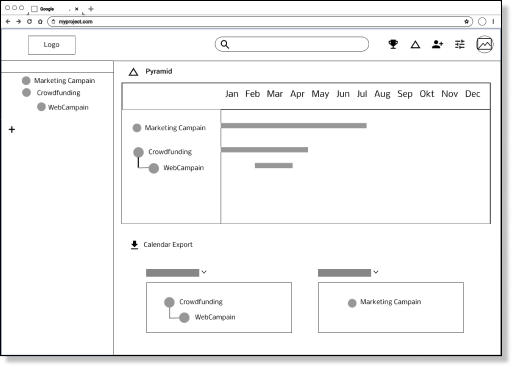 Google
myproject.com
Logo
Marketing Campain
Crowdfunding
WebCampain
Pyramid
Jan Feb Mar Apr May Jun Jul Aug Sep Okt Nov Dec
Marketing Campain
Crowdfunding
WebCampain
Calendar Export
Crowdfunding
WebCampain
Marketing Campain